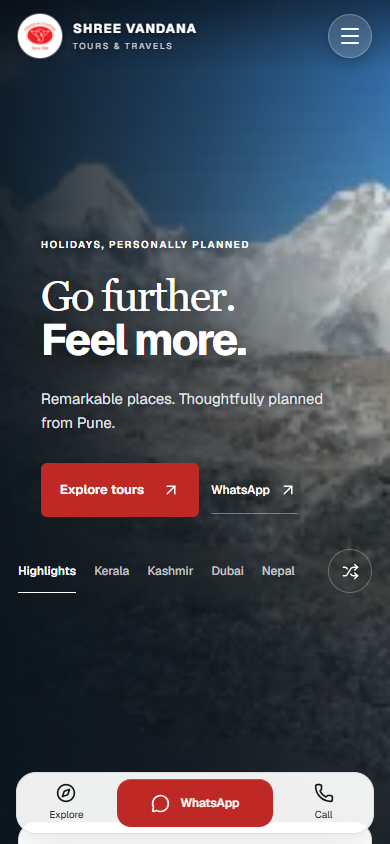 SHREE VANDANA
TOURS & TRAVELS
HOLIDAYS, PERSONALLY PLANNED
Go further.
Feel more.
Remarkable places. Thoughtfully planned
from Pune.
Explore tours
WhatsApp
Highlights Kerala Kashmir Dubai Nepal
Explore
WhatsApp
Call